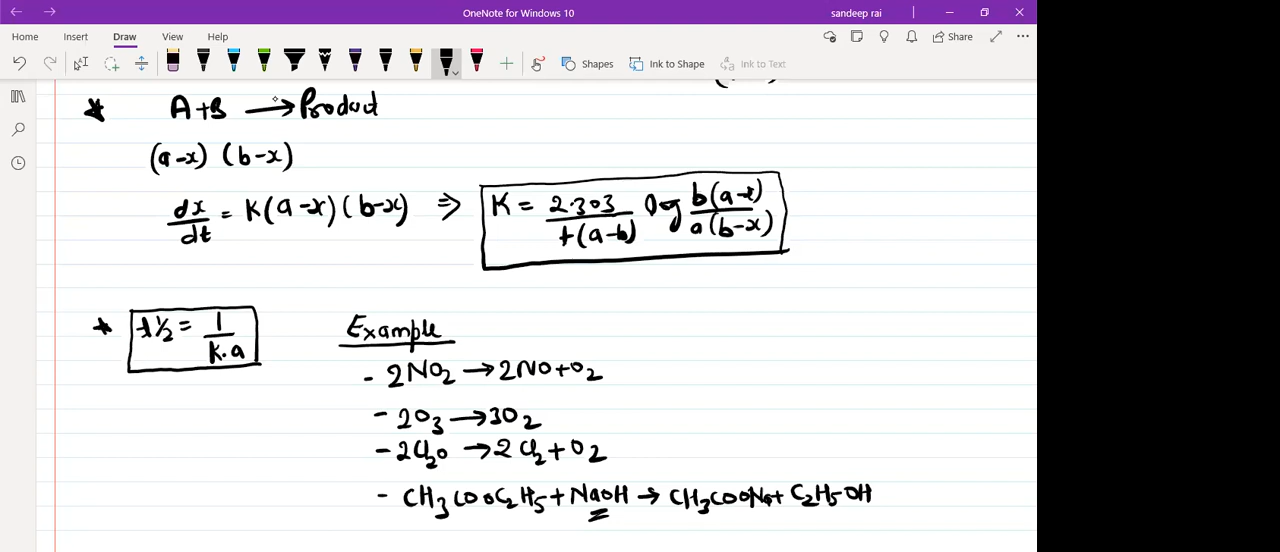 OneNote for Windows 10
sandeep rai
Home Insert Draw View Help
Share
Shapes Ink to Shape Ink to Text
A+B → Product
(a-x) (b-x)
dx/dt = K(a-x)(b-x) ⇒ K = 2.303/t(a-b) log b(a-x)/a(b-x)
t½ = 1/k.a
Example
- 2NO₂ → 2NO+O₂
- 2O₃ → 3O₂
- 2Cl₂O → 2Cl₂+O₂
- CH₃COOC₂H₅+NaOH → CH₃COONa+C₂H₅OH